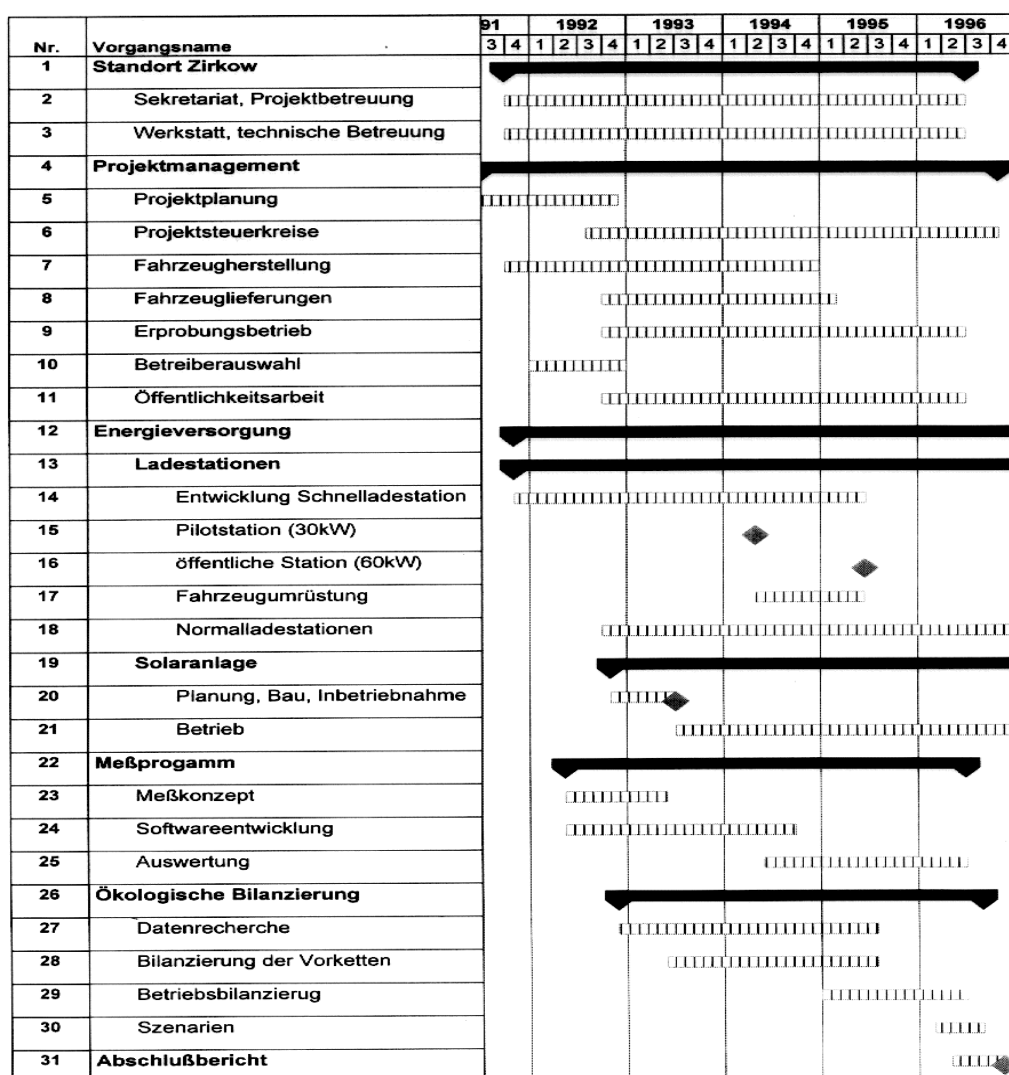 91 1992 1993 1994 1995 1996
Nr. Vorgangsname 3 4 1 2 3 4 1 2 3 4 1 2 3 4 1 2 3 4 1 2 3 4
1 Standort Zirkow
2 Sekretariat, Projektbetreuung
3 Werkstatt, technische Betreuung
4 Projektmanagement
5 Projektplanung
6 Projektsteuerkreise
7 Fahrzeugherstellung
8 Fahrzeuglieferungen
9 Erprobungsbetrieb
10 Betreiberauswahl
11 Öffentlichkeitsarbeit
12 Energieversorgung
13 Ladestationen
14 Entwicklung Schnelladestation
15 Pilotstation (30kW)
16 öffentliche Station (60kW)
17 Fahrzeugumrüstung
18 Normalladestationen
19 Solaranlage
20 Planung, Bau, Inbetriebnahme
21 Betrieb
22 Meßprogamm
23 Meßkonzept
24 Softwareentwicklung
25 Auswertung
26 Ökologische Bilanzierung
27 Datenrecherche
28 Bilanzierung der Vorketten
29 Betriebsbilanzierug
30 Szenarien
31 Abschlußbericht